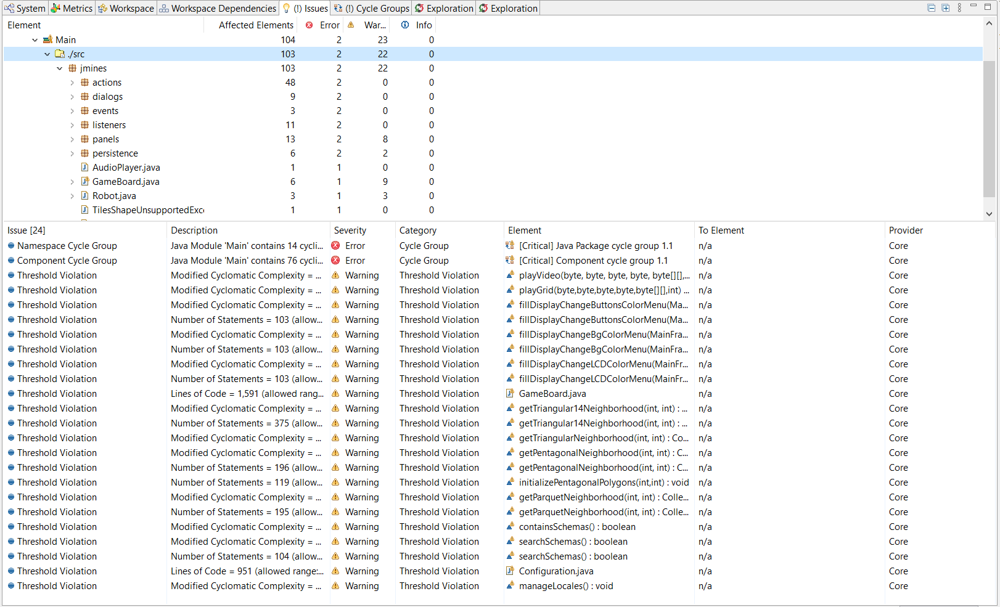 System Metrics Workspace Workspace Dependencies (!) Issues (!) Cycle Groups Exploration Exploration
Element Affected Elements Error War... Info
Main 104 2 23 0
./src 103 2 22 0
jmines 103 2 22 0
actions 48 2 0 0
dialogs 9 2 0 0
events 3 2 0 0
listeners 11 2 0 0
panels 13 2 8 0
persistence 6 2 2 0
AudioPlayer.java 1 1 0 0
GameBoard.java 6 1 9 0
Robot.java 3 1 3 0
TilesShapeUnsupportedExc 1 1 0 0
Issue [24] Description Severity Category Element To Element Provider
Namespace Cycle Group Java Module 'Main' contains 14 cycli... Error Cycle Group [Critical] Java Package cycle group 1.1 n/a Core
Component Cycle Group Java Module 'Main' contains 76 cycli... Error Cycle Group [Critical] Component cycle group 1.1 n/a Core
Threshold Violation Modified Cyclomatic Complexity = ... Warning Threshold Violation playVideo(byte, byte, byte, byte, byte[][],... n/a Core
Threshold Violation Modified Cyclomatic Complexity = ... Warning Threshold Violation playGrid(byte,byte,byte,byte,byte[][],int) ... n/a Core
Threshold Violation Modified Cyclomatic Complexity = ... Warning Threshold Violation fillDisplayChangeButtonsColorMenu(Ma... n/a Core
Threshold Violation Number of Statements = 103 (allow... Warning Threshold Violation fillDisplayChangeButtonsColorMenu(Ma... n/a Core
Threshold Violation Modified Cyclomatic Complexity = ... Warning Threshold Violation fillDisplayChangeBgColorMenu(MainFra... n/a Core
Threshold Violation Number of Statements = 103 (allow... Warning Threshold Violation fillDisplayChangeBgColorMenu(MainFra... n/a Core
Threshold Violation Modified Cyclomatic Complexity = ... Warning Threshold Violation fillDisplayChangeLCDColorMenu(MainFr... n/a Core
Threshold Violation Number of Statements = 103 (allow... Warning Threshold Violation fillDisplayChangeLCDColorMenu(MainFr... n/a Core
Threshold Violation Lines of Code = 1,591 (allowed rang... Warning Threshold Violation GameBoard.java n/a Core
Threshold Violation Modified Cyclomatic Complexity = ... Warning Threshold Violation getTriangular14Neighborhood(int, int) : ... n/a Core
Threshold Violation Number of Statements = 375 (allow... Warning Threshold Violation getTriangular14Neighborhood(int, int) : ... n/a Core
Threshold Violation Modified Cyclomatic Complexity = ... Warning Threshold Violation getTriangularNeighborhood(int, int) : Co... n/a Core
Threshold Violation Modified Cyclomatic Complexity = ... Warning Threshold Violation getPentagonalNeighborhood(int, int) : C... n/a Core
Threshold Violation Number of Statements = 196 (allow... Warning Threshold Violation getPentagonalNeighborhood(int, int) : C... n/a Core
Threshold Violation Number of Statements = 119 (allow... Warning Threshold Violation initializePentagonalPolygons(int,int) : void n/a Core
Threshold Violation Modified Cyclomatic Complexity = ... Warning Threshold Violation getParquetNeighborhood(int, int) : Colle... n/a Core
Threshold Violation Number of Statements = 195 (allow... Warning Threshold Violation getParquetNeighborhood(int, int) : Colle... n/a Core
Threshold Violation Modified Cyclomatic Complexity = ... Warning Threshold Violation containsSchemas() : boolean n/a Core
Threshold Violation Modified Cyclomatic Complexity = ... Warning Threshold Violation searchSchemas() : boolean n/a Core
Threshold Violation Number of Statements = 104 (allow... Warning Threshold Violation searchSchemas() : boolean n/a Core
Threshold Violation Lines of Code = 951 (allowed range:... Warning Threshold Violation Configuration.java n/a Core
Threshold Violation Modified Cyclomatic Complexity = ... Warning Threshold Violation manageLocales() : void n/a Core